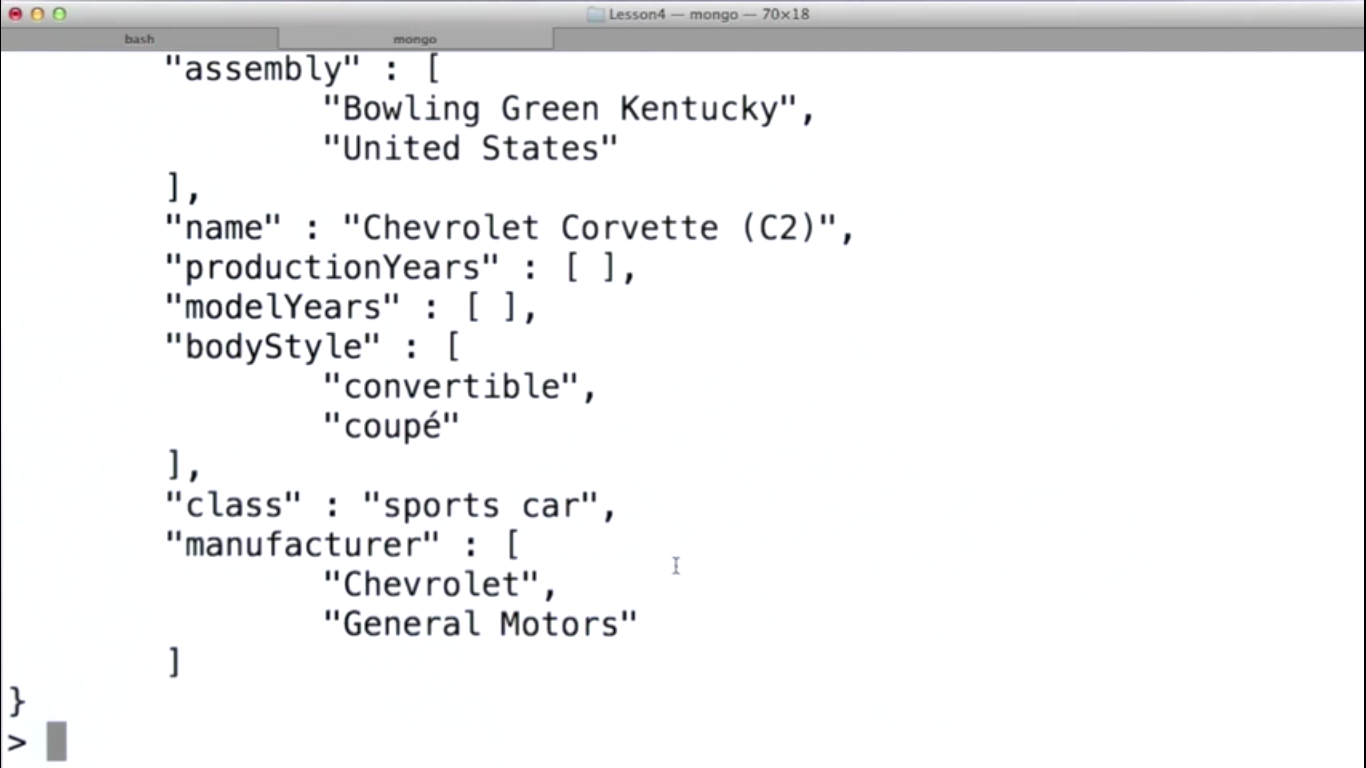 Lesson4 — mongo — 70×18
bash mongo
"assembly" : [
"Bowling Green Kentucky",
"United States"
],
"name" : "Chevrolet Corvette (C2)",
"productionYears" : [ ],
"modelYears" : [ ],
"bodyStyle" : [
"convertible",
"coupé"
],
"class" : "sports car",
"manufacturer" : [
"Chevrolet",
"General Motors"
]
}
>